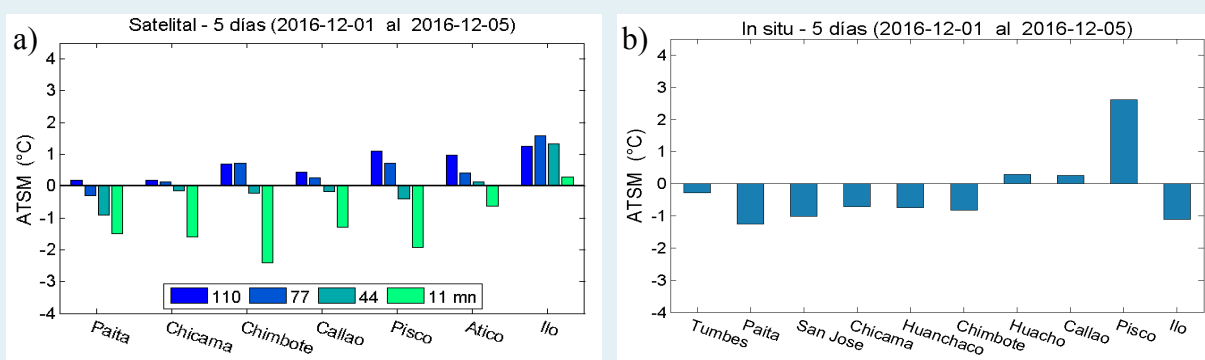 a)
Satelital - 5 días (2016-12-01 al 2016-12-05)
ATSM (°C)
4
3
2
1
0
-1
-2
-3
-4
110 77 44 11 mn
Paita Chicama Chimbote Callao Pisco Atico Ilo
b)
In situ - 5 días (2016-12-01 al 2016-12-05)
ATSM (°C)
4
3
2
1
0
-1
-2
-3
-4
Tumbes Paita San Jose Chicama Huanchaco Chimbote Huacho Callao Pisco Ilo